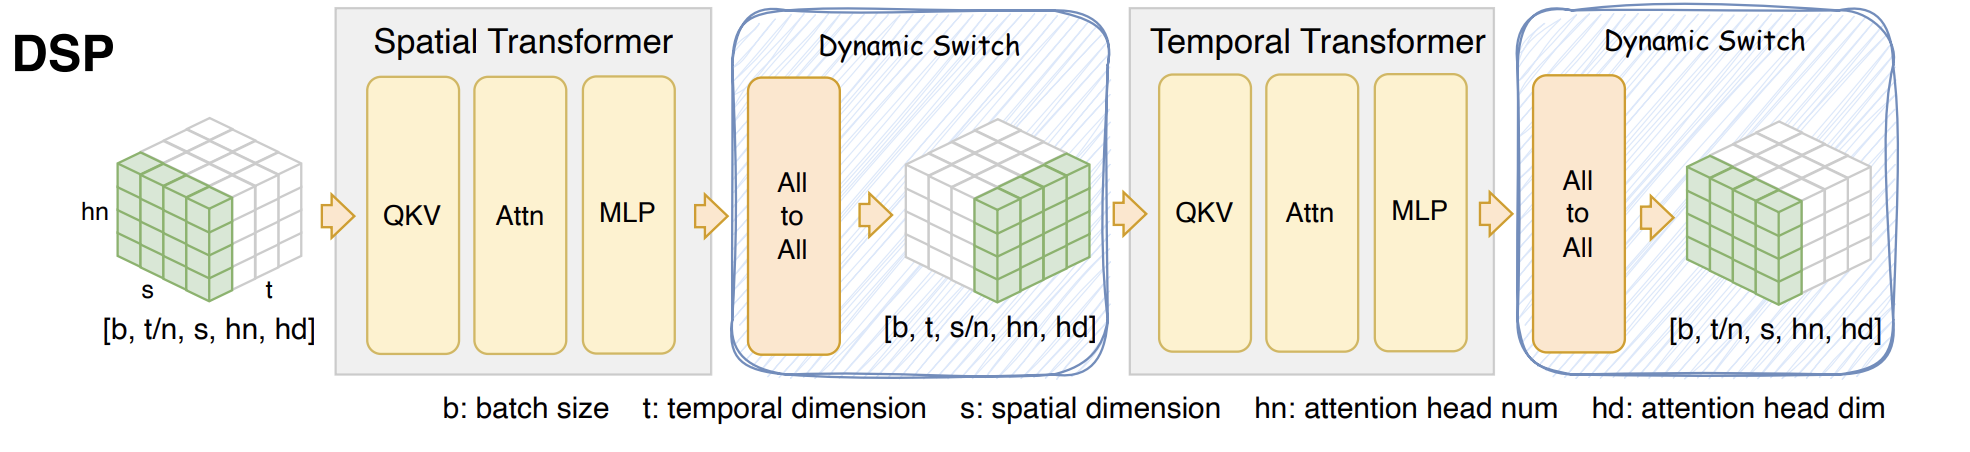 DSP
hn
s
t
[b, t/n, s, hn, hd]
Spatial Transformer
QKV
Attn
MLP
Dynamic Switch
All
to
All
[b, t, s/n, hn, hd]
Temporal Transformer
QKV
Attn
MLP
Dynamic Switch
All
to
All
[b, t/n, s, hn, hd]
b: batch size t: temporal dimension s: spatial dimension hn: attention head num hd: attention head dim